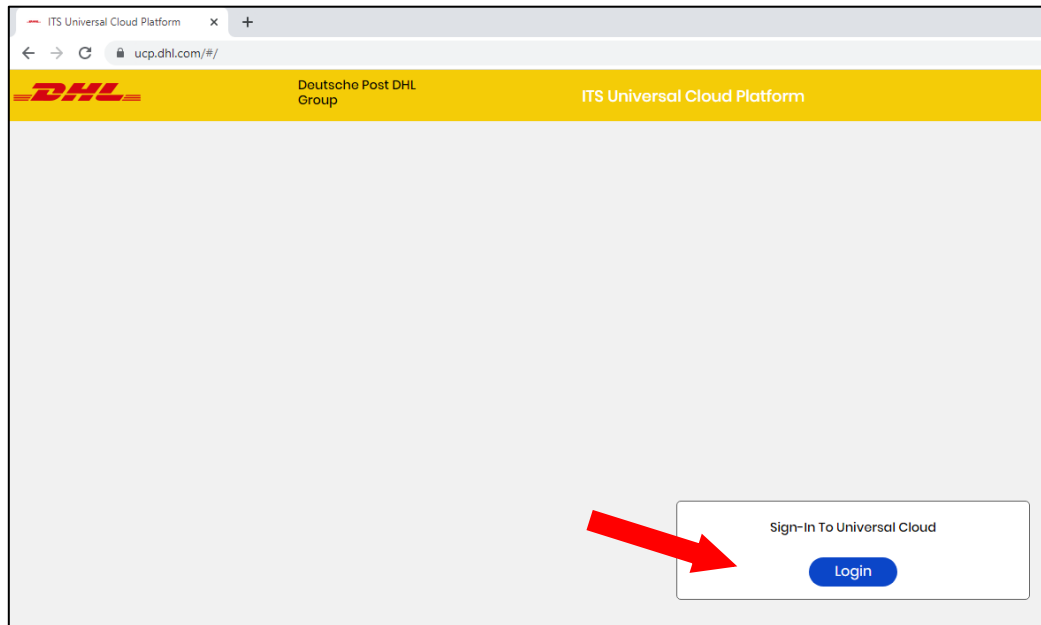 ITS Universal Cloud Platform
ucp.dhl.com/#/
DHL
Deutsche Post DHL
Group
ITS Universal Cloud Platform
Sign-In To Universal Cloud
Login